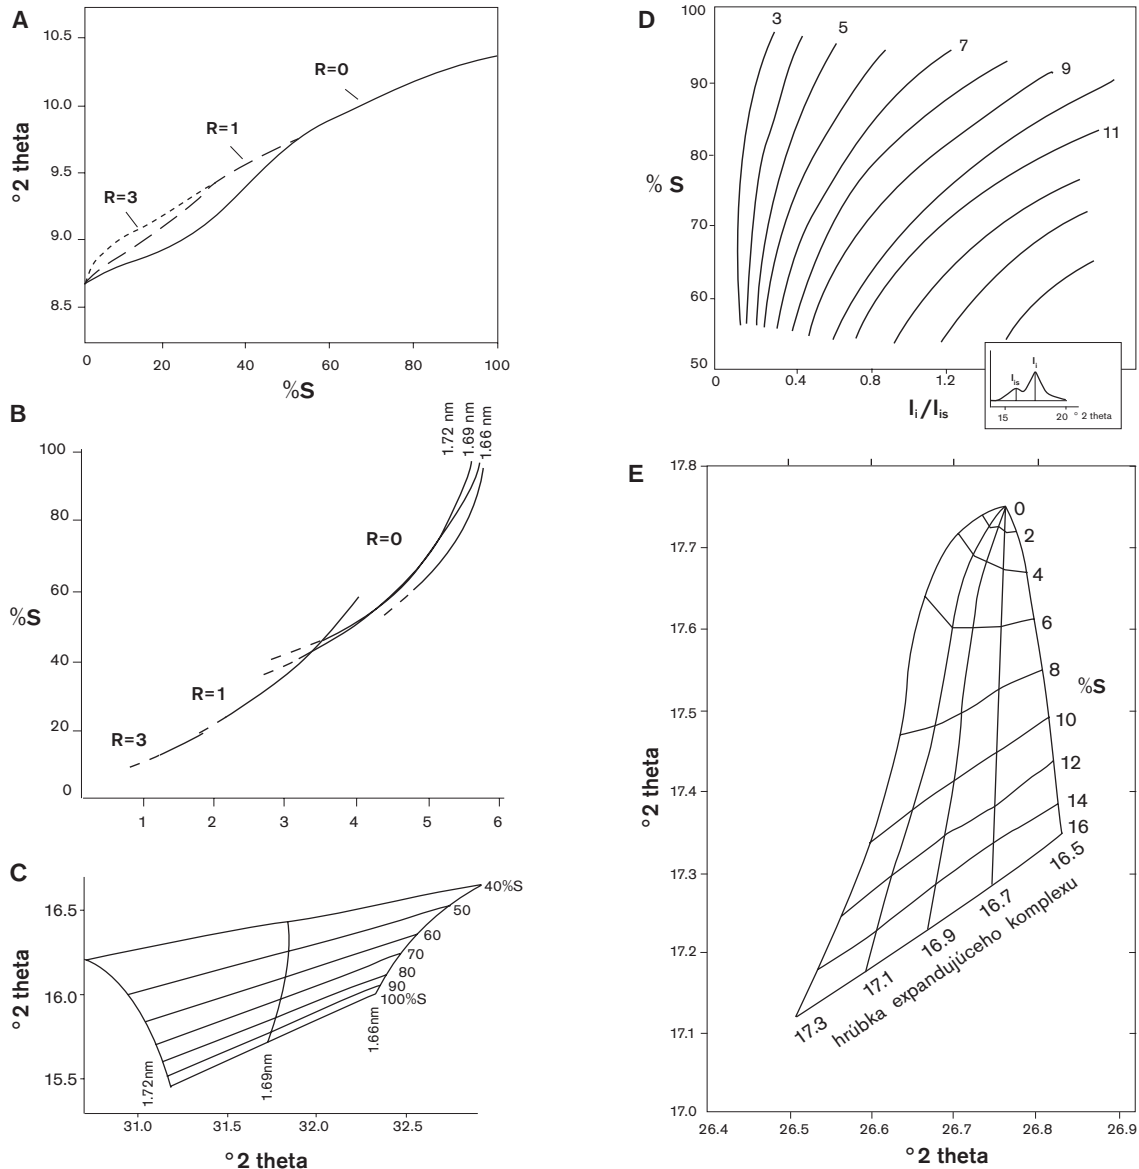 A
10.5
10.0
9.5
9.0
8.5
°2 theta
R=0
R=1
R=3
0
20
40
60
80
100
%S
B
100
80
60
40
20
0
%S
1.72 nm
1.69 nm
1.66 nm
R=0
R=1
R=3
1
2
3
4
5
6
C
16.5
16.0
15.5
°2 theta
40%S
50
60
70
80
90
100%S
1.72nm
1.69nm
1.66nm
31.0
31.5
32.0
32.5
°2 theta
D
100
90
80
70
60
50
% S
3
5
7
9
11
0
0.4
0.8
1.2
Ii/Iis
Iis
Ii
15
20
°2 theta
E
17.8
17.7
17.6
17.5
17.4
17.3
17.2
17.1
17.0
°2 theta
0
2
4
6
8
%S
10
12
14
16
16.5
16.7
16.9
17.1
17.3
hrúbka expandujúceho komplexu
26.4
26.5
26.6
26.7
26.8
26.9
°2 theta